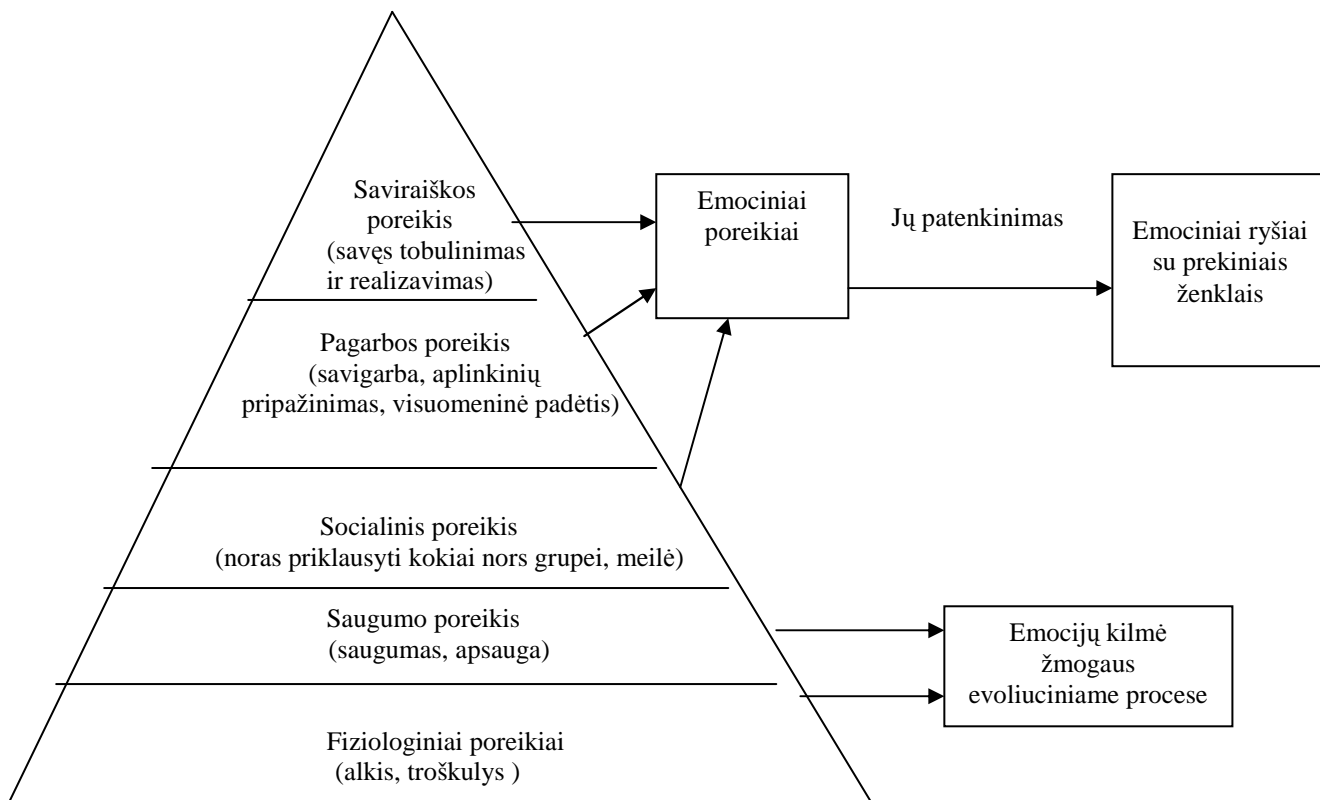 Saviraiškos
poreikis
(savęs tobulinimas
ir realizavimas)
Pagarbos poreikis
(savigarba, aplinkinių
pripažinimas, visuomeninė padėtis)
Socialinis poreikis
(noras priklausyti kokiai nors grupei, meilė)
Saugumo poreikis
(saugumas, apsauga)
Fiziologiniai poreikiai
(alkis, troškulys )
Emociniai
poreikiai
Jų patenkinimas
Emociniai ryšiai
su prekiniais
ženklais
Emocijų kilmė
žmogaus
evoliuciniame procese